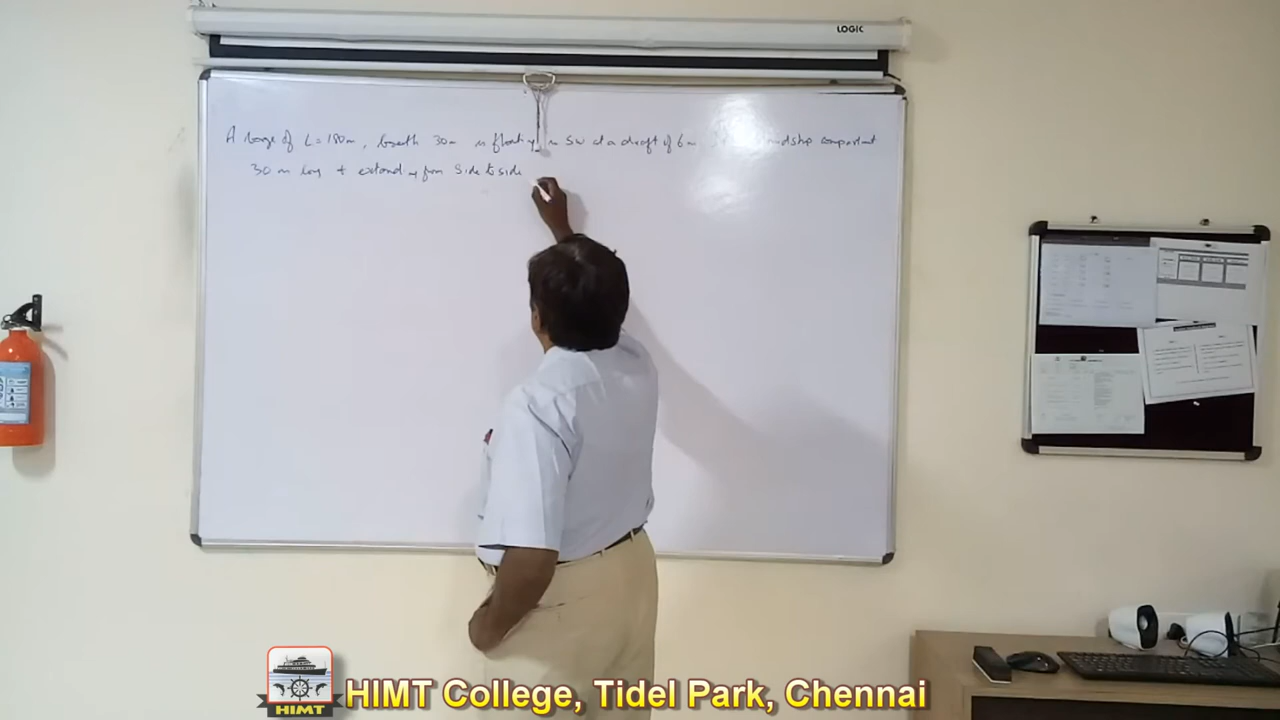 LOGIC
A barge of L = 180m, breadth 30m is floating in SW at a draft of 6m midship compartment
30 m long + extending from Side to side
HIMT
HIMT College, Tidel Park, Chennai